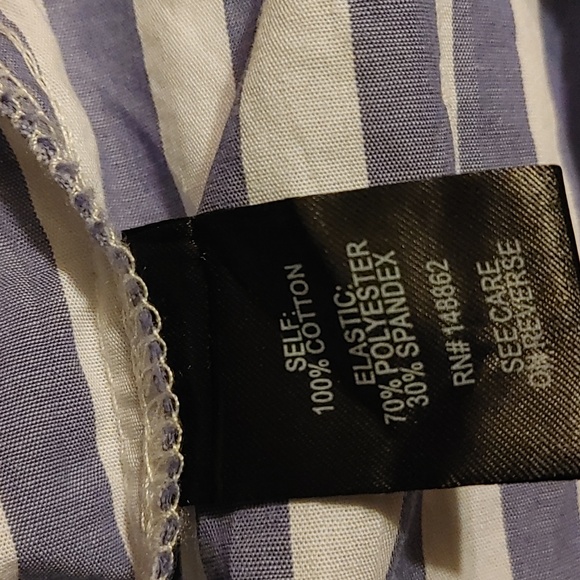 SELF:
100% COTTON
ELASTIC:
70% POLYESTER
30% SPANDEX
RN# 148862
SEE CARE
ON REVERSE